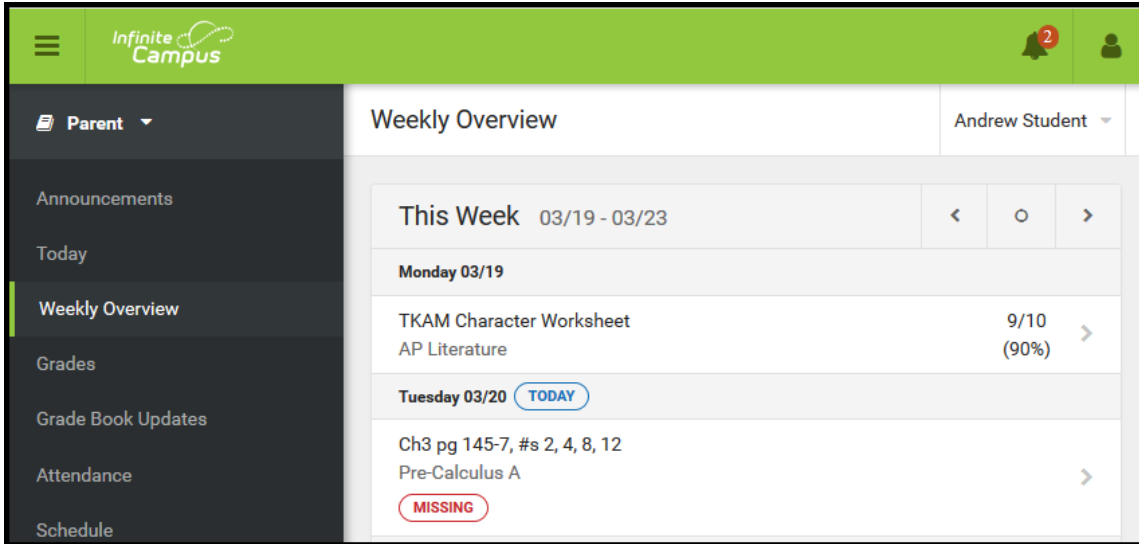 Infinite
Campus
2
Parent
Weekly Overview
Andrew Student
Announcements
Today
Weekly Overview
Grades
Grade Book Updates
Attendance
Schedule
This Week 03/19 - 03/23
Monday 03/19
TKAM Character Worksheet
AP Literature
9/10
(90%)
Tuesday 03/20 TODAY
Ch3 pg 145-7, #s 2, 4, 8, 12
Pre-Calculus A
MISSING